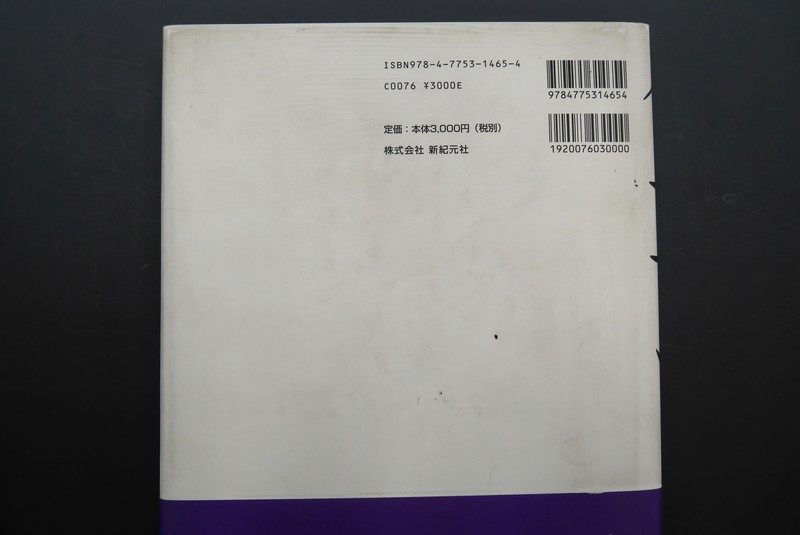 ISBN978-4-7753-1465-4
C0076 ¥3000E
9784775314654
1920076030000
定価：本体3,000円（税別）
株式会社 新紀元社